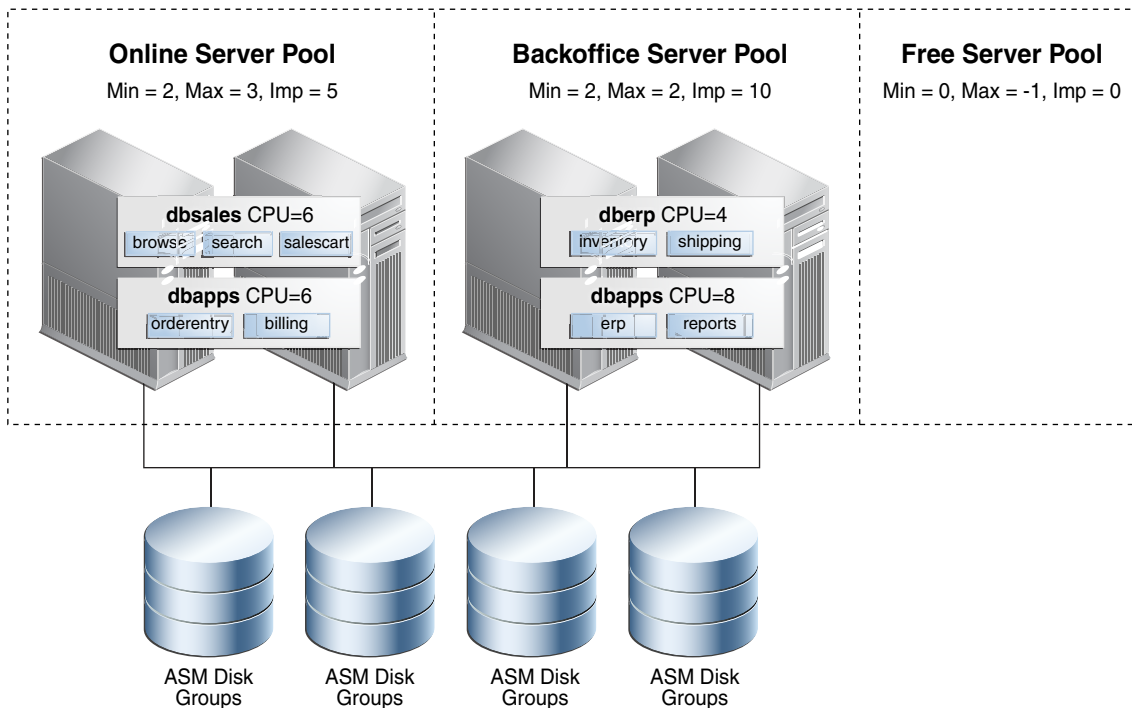 Online Server Pool
Min = 2, Max = 3, Imp = 5
Backoffice Server Pool
Min = 2, Max = 2, Imp = 10
Free Server Pool
Min = 0, Max = -1, Imp = 0
dbsales CPU=6
browse search salescart
dbapps CPU=6
orderentry billing
dberp CPU=4
inventory shipping
dbapps CPU=8
erp reports
ASM Disk
Groups
ASM Disk
Groups
ASM Disk
Groups
ASM Disk
Groups